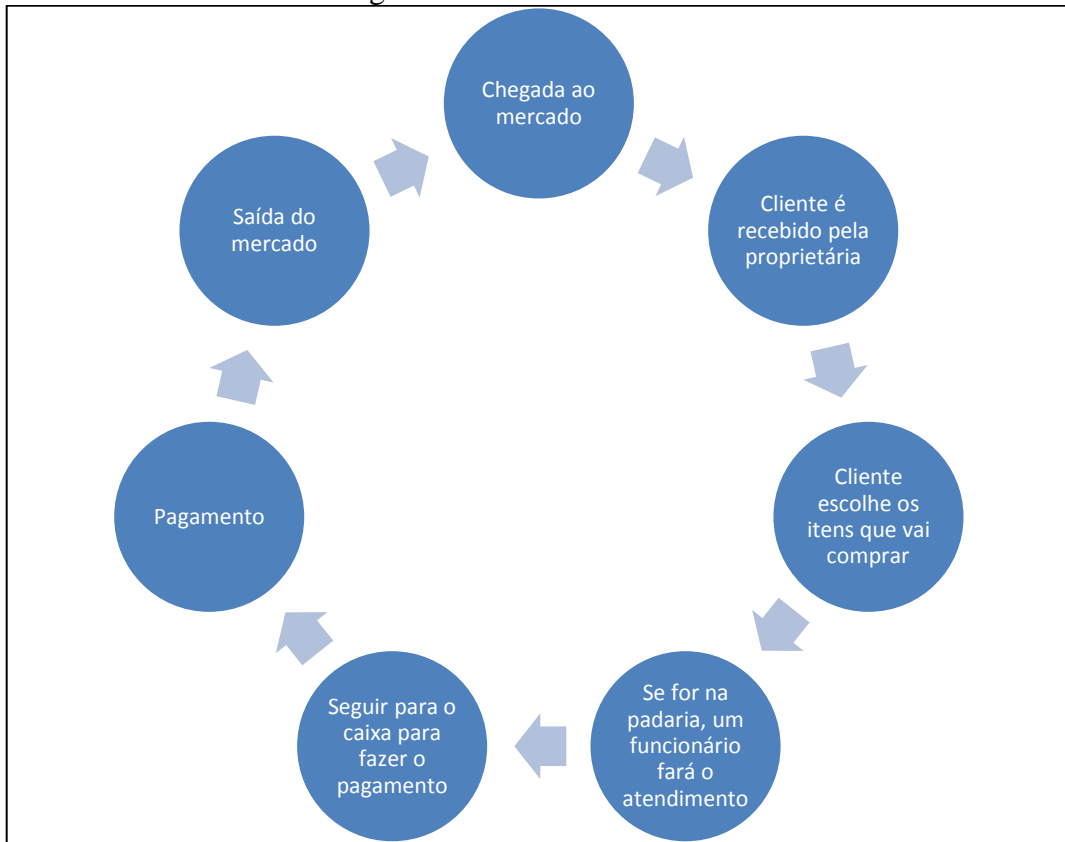 Chegada ao
mercado
Cliente é
recebido pela
proprietária
Cliente
escolhe os
itens que vai
comprar
Se for na
padaria, um
funcionário
fará o
atendimento
Seguir para o
caixa para
fazer o
pagamento
Pagamento
Saída do
mercado